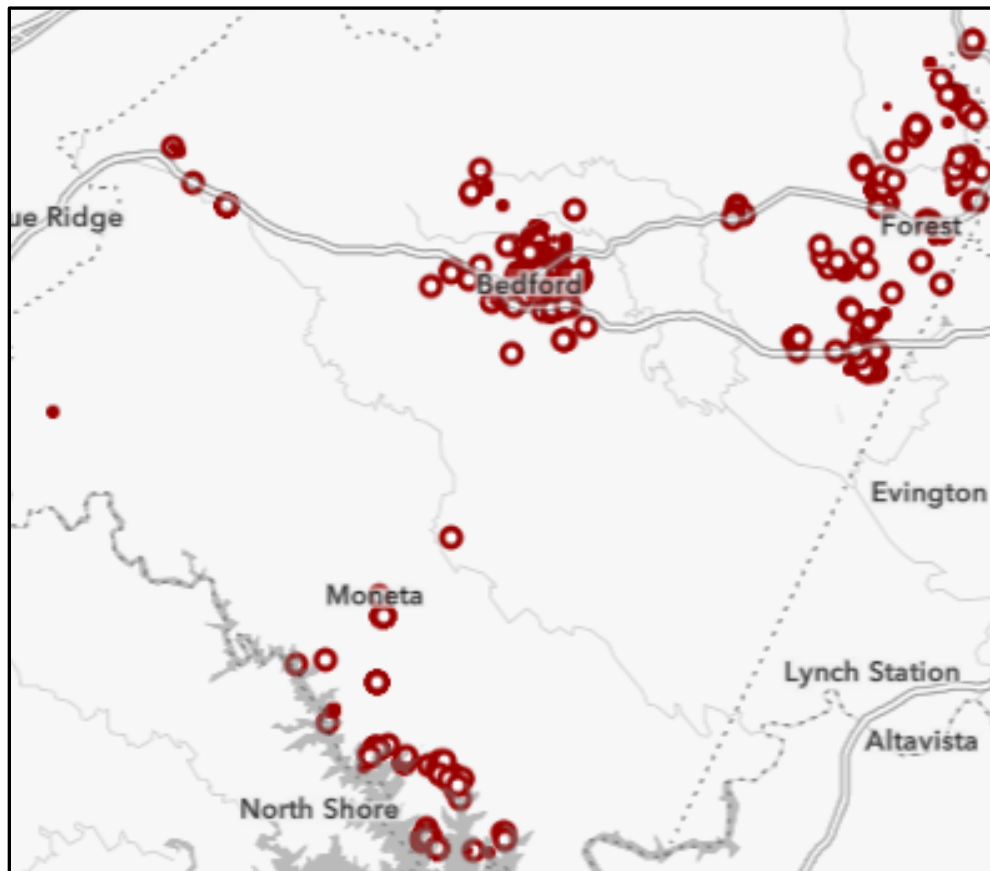 ue Ridge
Forest
Bedford
Evington
Moneta
Lynch Station
Altavista
North Shore